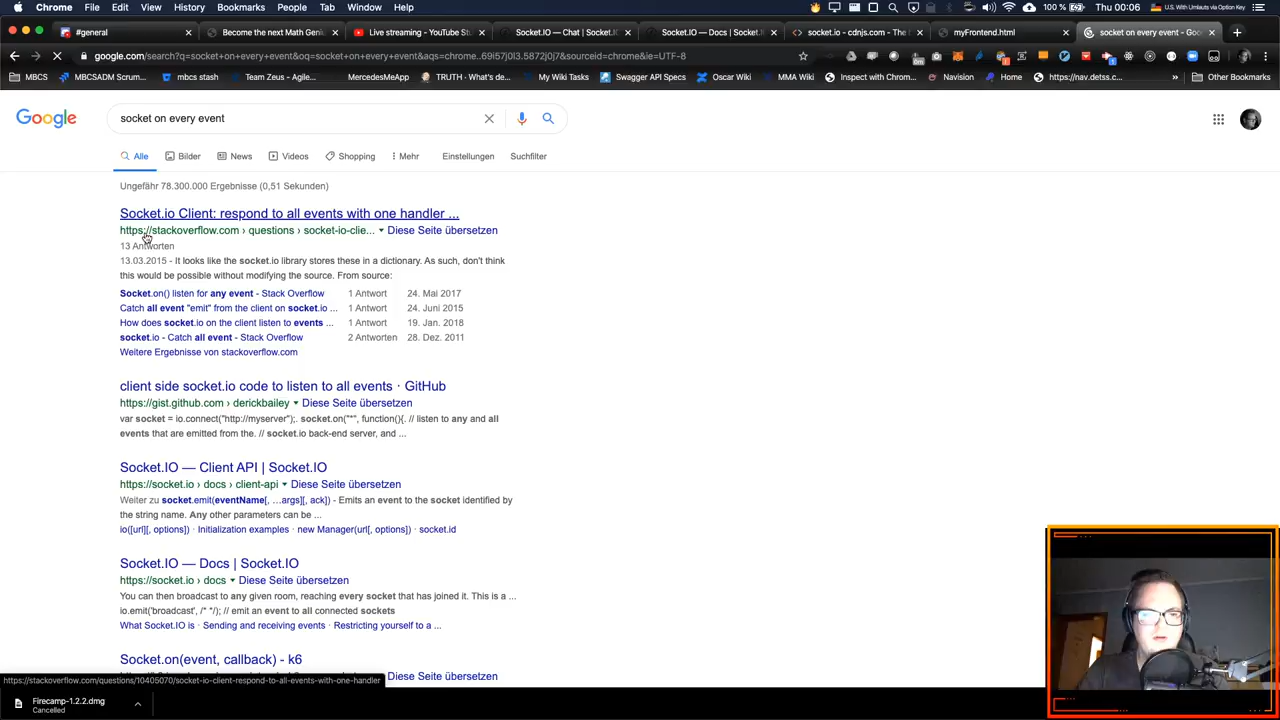 Chrome File Edit View History Bookmarks People Tab Window Help 100 % Thu 00:06 U.S. With Umlauts via Option Key
#general Become the next Math Geni... Live streaming - YouTube Stu Socket.IO — Chat | Socket.IO Socket.IO — Docs | Socket.I socket.io - cdnjs.com - The b myFrontend.html socket on every event - Goo
google.com/search?q=socket+on+every+event&oq=socket+on+every+event&aqs=chrome..69i57j0l3.5872j0j7&sourceid=chrome&ie=UTF-8
MBCS MBCSADM Scrum... mbcs stash Team Zeus - Agile... MercedesMApp TRUTH - What's de... My Wiki Tasks Swagger API Specs Oscar Wiki MMA Wiki Inspect with Chrom... Navision Home https://nav.detss.c... » Other Bookmarks
Google
socket on every event
Alle Bilder News Videos Shopping Mehr Einstellungen Suchfilter
Ungefähr 78.300.000 Ergebnisse (0,51 Sekunden)
Socket.io Client: respond to all events with one handler ...
https://stackoverflow.com › questions › socket-io-clie... Diese Seite übersetzen
13 Antworten
13.03.2015 - It looks like the socket.io library stores these in a dictionary. As such, don't think
this would be possible without modifying the source. From source:
Socket.on() listen for any event - Stack Overflow 1 Antwort 24. Mai 2017
Catch all event "emit" from the client on socket.io ... 1 Antwort 24. Juni 2015
How does socket.io on the client listen to events ... 1 Antwort 19. Jan. 2018
socket.io - Catch all event - Stack Overflow 2 Antworten 28. Dez. 2011
Weitere Ergebnisse von stackoverflow.com
client side socket.io code to listen to all events · GitHub
https://gist.github.com › derickbailey Diese Seite übersetzen
var socket = io.connect("http://myserver");. socket.on("*", function(){. // listen to any and all
events that are emitted from the. // socket.io back-end server, and ...
Socket.IO — Client API | Socket.IO
https://socket.io › docs › client-api Diese Seite übersetzen
Weiter zu socket.emit(eventName[, …args][, ack]) - Emits an event to the socket identified by
the string name. Any other parameters can be ...
io([url][, options]) · Initialization examples · new Manager(url[, options]) · socket.id
Socket.IO — Docs | Socket.IO
https://socket.io › docs Diese Seite übersetzen
You can then broadcast to any given room, reaching every socket that has joined it. This is a ...
io.emit('broadcast', /* */); // emit an event to all connected sockets
What Socket.IO is · Sending and receiving events · Restricting yourself to a ...
Socket.on(event, callback) - k6
Diese Seite übersetzen
https://stackoverflow.com/questions/10405070/socket-io-client-respond-to-all-events-with-one-handler
Firecamp-1.2.2.dmg
Cancelled